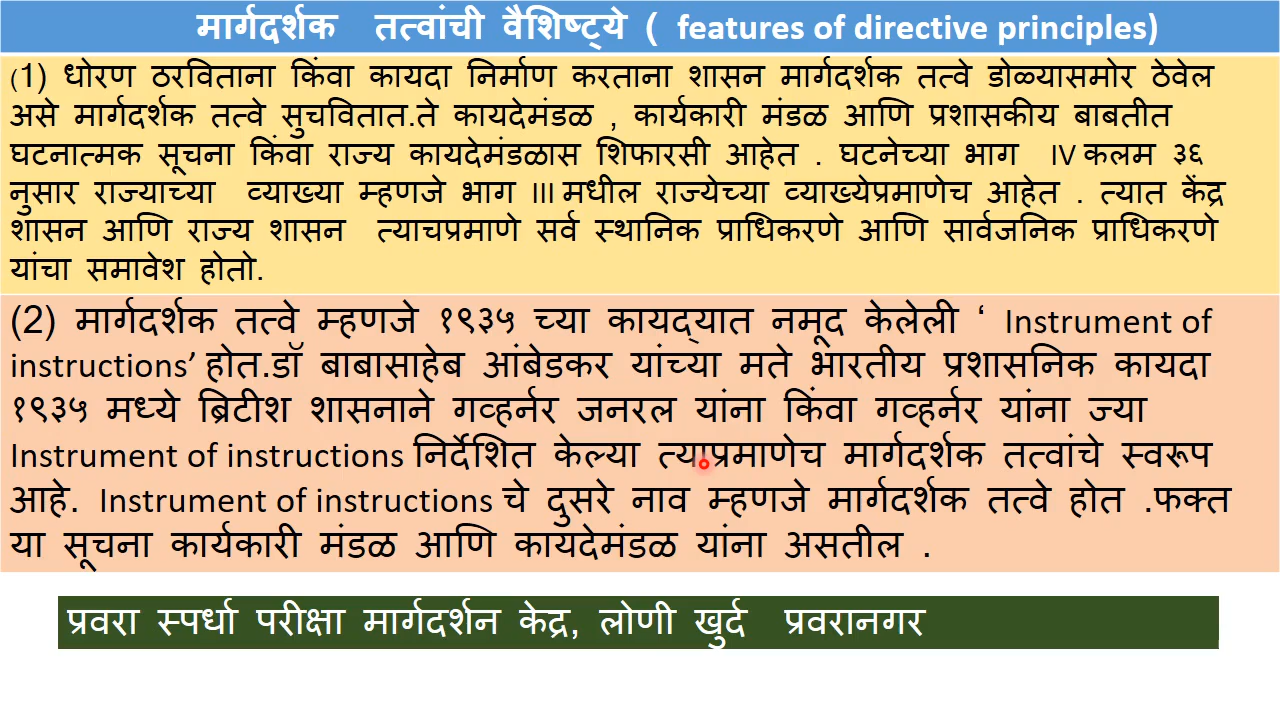 मार्गदर्शक तत्वांची वैशिष्ट्ये ( features of directive principles)
(1) धोरण ठरविताना किंवा कायदा निर्माण करताना शासन मार्गदर्शक तत्वे डोळ्यासमोर ठेवेल
असे मार्गदर्शक तत्वे सुचवितात.ते कायदेमंडळ , कार्यकारी मंडळ आणि प्रशासकीय बाबतीत
घटनात्मक सूचना किंवा राज्य कायदेमंडळास शिफारसी आहेत . घटनेच्या भाग IV कलम ३६
नुसार राज्याच्या व्याख्या म्हणजे भाग III मधील राज्येच्या व्याख्येप्रमाणेच आहेत . त्यात केंद्र
शासन आणि राज्य शासन त्याचप्रमाणे सर्व स्थानिक प्राधिकरणे आणि सार्वजनिक प्राधिकरणे
यांचा समावेश होतो.
(2) मार्गदर्शक तत्वे म्हणजे १९३५ च्या कायद्यात नमूद केलेली ‘ Instrument of
instructions’ होत.डॉ बाबासाहेब आंबेडकर यांच्या मते भारतीय प्रशासनिक कायदा
१९३५ मध्ये ब्रिटीश शासनाने गव्हर्नर जनरल यांना किंवा गव्हर्नर यांना ज्या
Instrument of instructions निर्देशित केल्या त्याप्रमाणेच मार्गदर्शक तत्वांचे स्वरूप
आहे. Instrument of instructions चे दुसरे नाव म्हणजे मार्गदर्शक तत्वे होत .फक्त
या सूचना कार्यकारी मंडळ आणि कायदेमंडळ यांना असतील .
प्रवरा स्पर्धा परीक्षा मार्गदर्शन केद्र, लोणी खुर्द प्रवरानगर